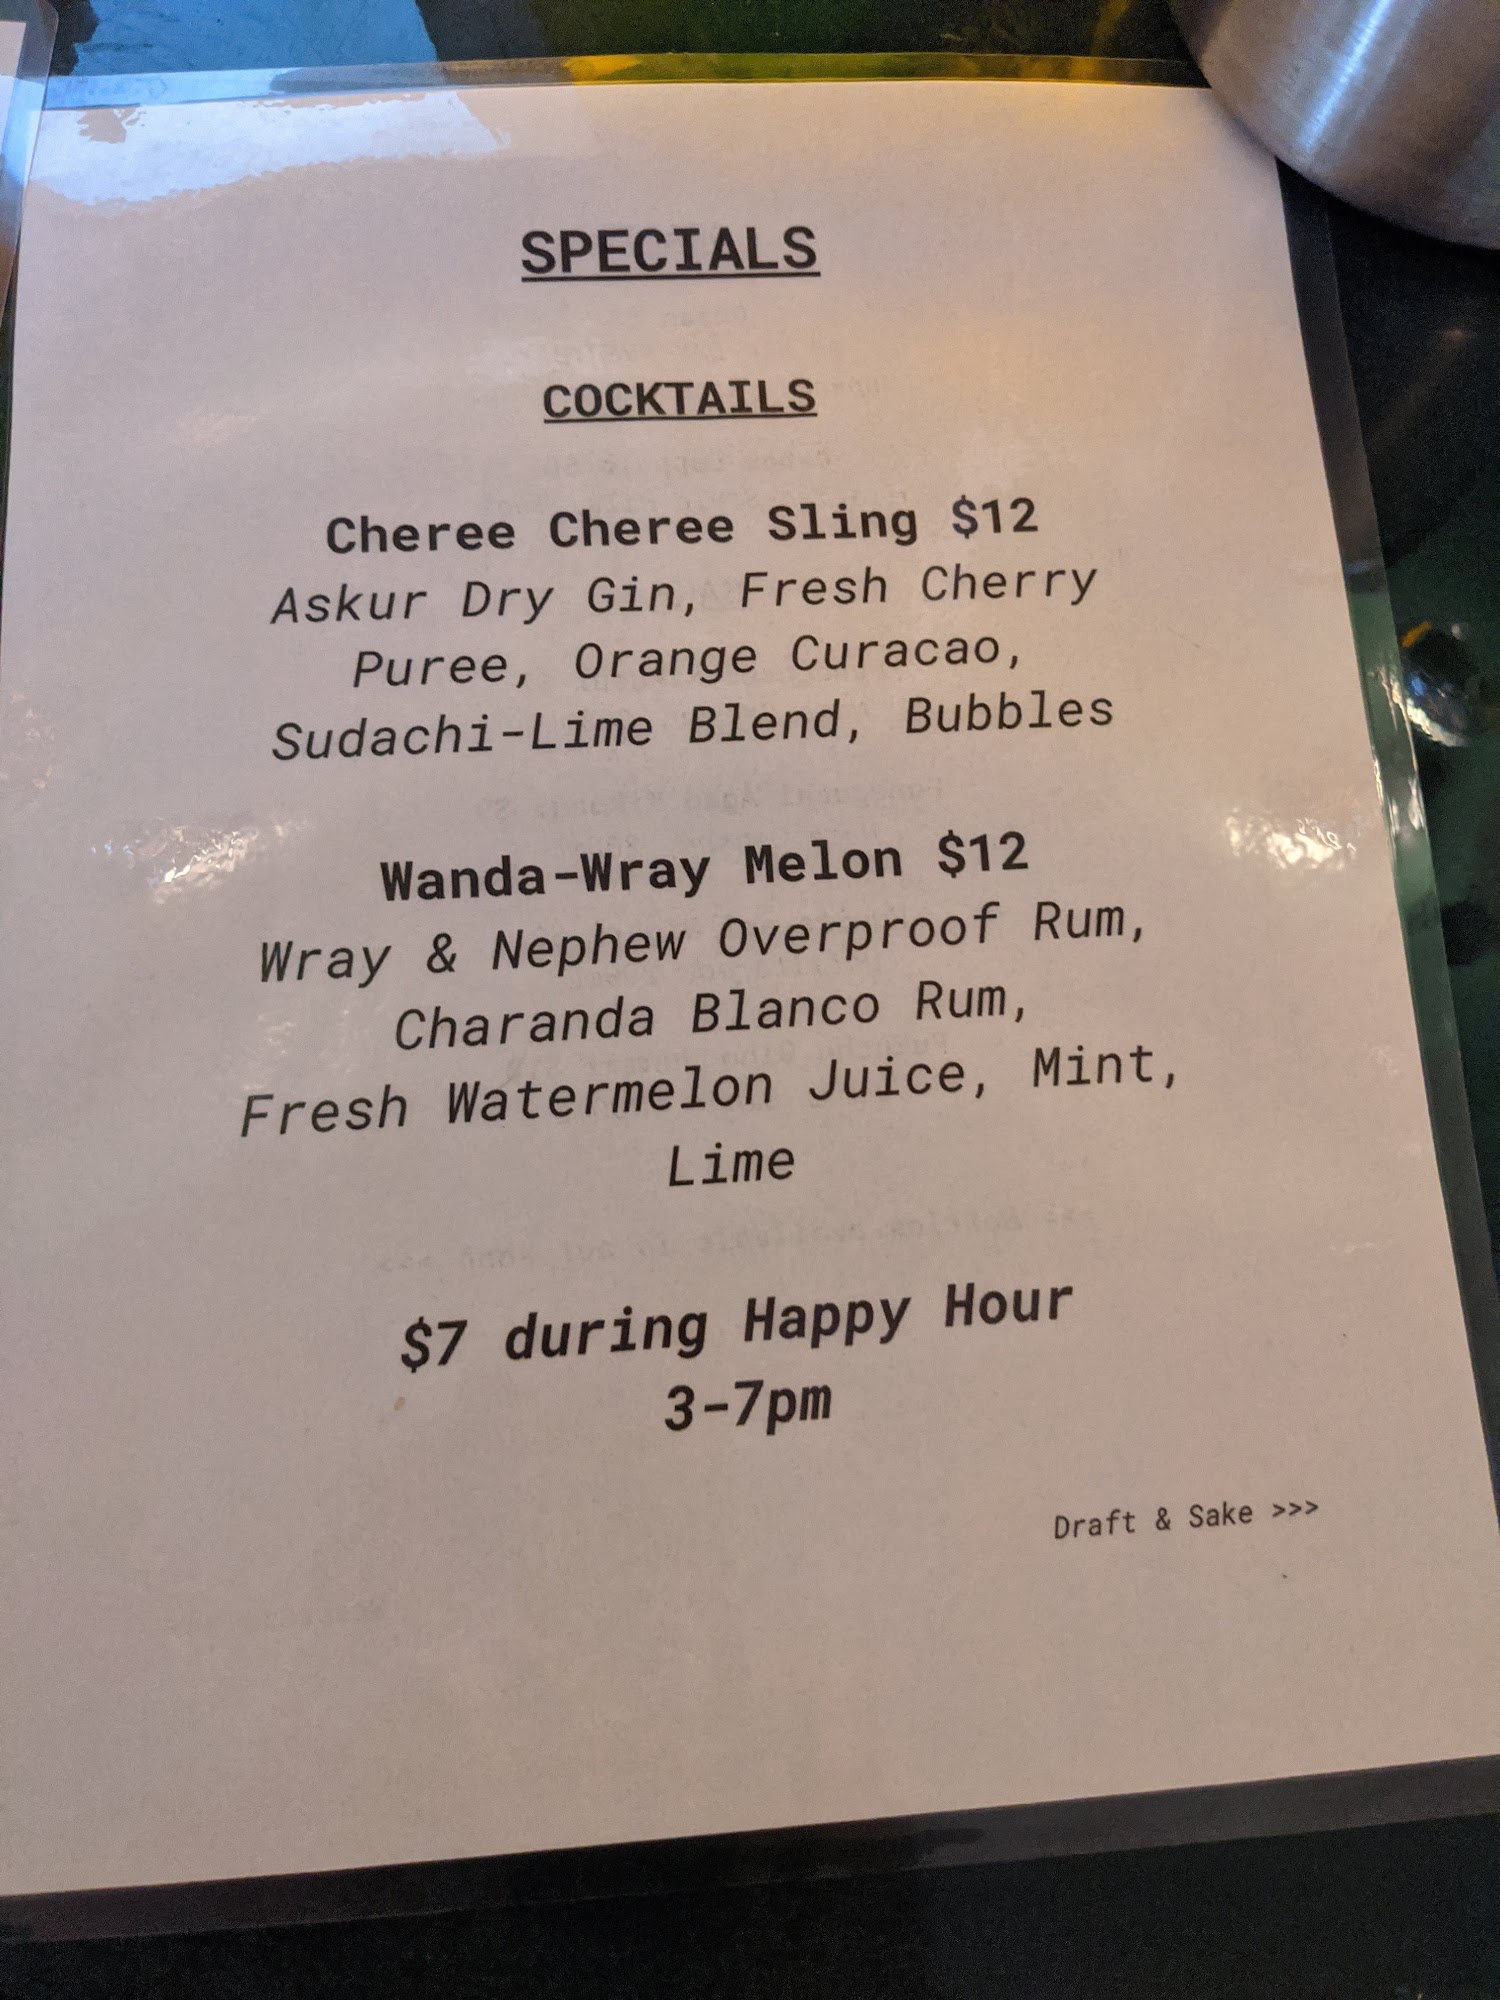 SPECIALS
COCKTAILS
Cheree Cheree Sling $12
Askur Dry Gin, Fresh Cherry
Puree, Orange Curacao,
Sudachi-Lime Blend, Bubbles
Wanda-Wray Melon $12
Wray & Nephew Overproof Rum,
Charanda Blanco Rum,
Fresh Watermelon Juice, Mint,
Lime
$7 during Happy Hour
3-7pm
Draft & Sake >>>